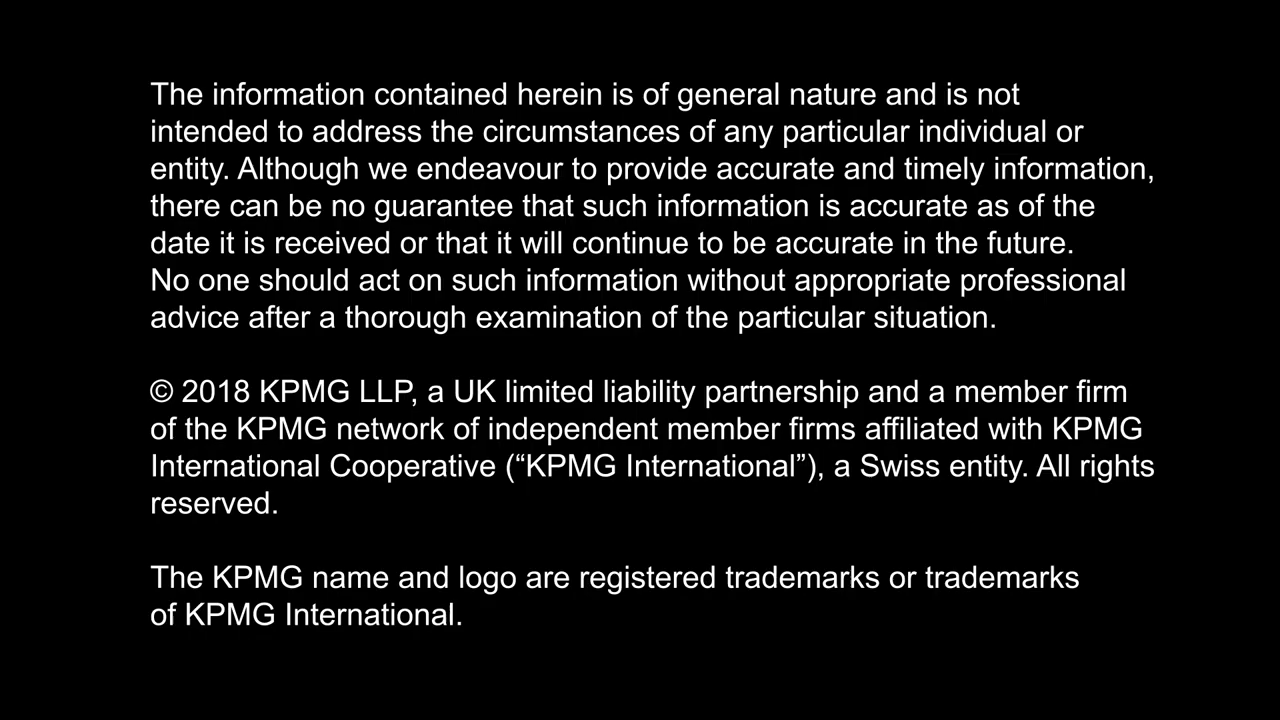 The information contained herein is of general nature and is not
intended to address the circumstances of any particular individual or
entity. Although we endeavour to provide accurate and timely information,
there can be no guarantee that such information is accurate as of the
date it is received or that it will continue to be accurate in the future.
No one should act on such information without appropriate professional
advice after a thorough examination of the particular situation.
© 2018 KPMG LLP, a UK limited liability partnership and a member firm
of the KPMG network of independent member firms affiliated with KPMG
International Cooperative (“KPMG International”), a Swiss entity. All rights
reserved.
The KPMG name and logo are registered trademarks or trademarks
of KPMG International.